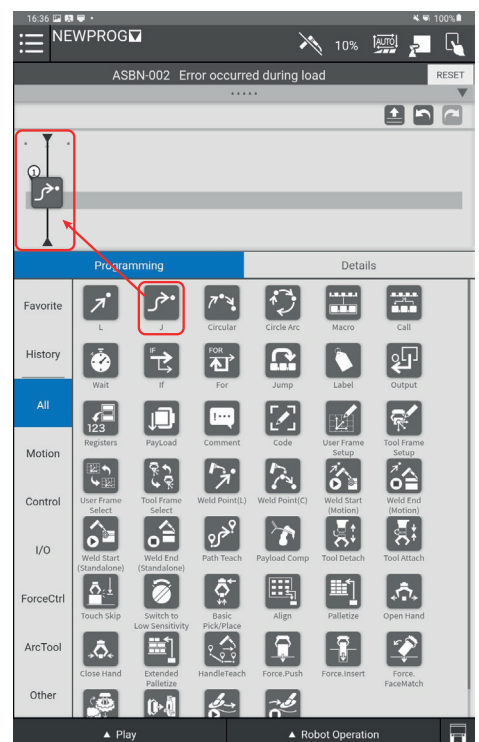 16:36
100%
NEWPROG
10%
AUTO
ASBN-002 Error occurred during load
RESET
1
Programming
Details
Favorite
History
All
Motion
Control
I/O
ForceCtrl
ArcTool
Other
L
J
Circular
Circle Arc
Macro
Call
IF
FOR
Wait
If
For
Jump
Label
Output
123
Registers
PayLoad
Comment
Code
User Frame
Setup
Tool Frame
Setup
User Frame
Select
Tool Frame
Select
Weld Point(L)
Weld Point(C)
Weld Start
(Motion)
Weld End
(Motion)
Weld Start
(Standalone)
Weld End
(Standalone)
Path Teach
Payload Comp
Tool Detach
Tool Attach
Touch Skip
Switch to
Low Sensitivity
Basic
Pick/Place
Align
Palletize
Open Hand
Close Hand
Extended
Palletize
HandleTeach
Force.Push
Force.Insert
Force.
FaceMatch
▲ Play
▲ Robot Operation